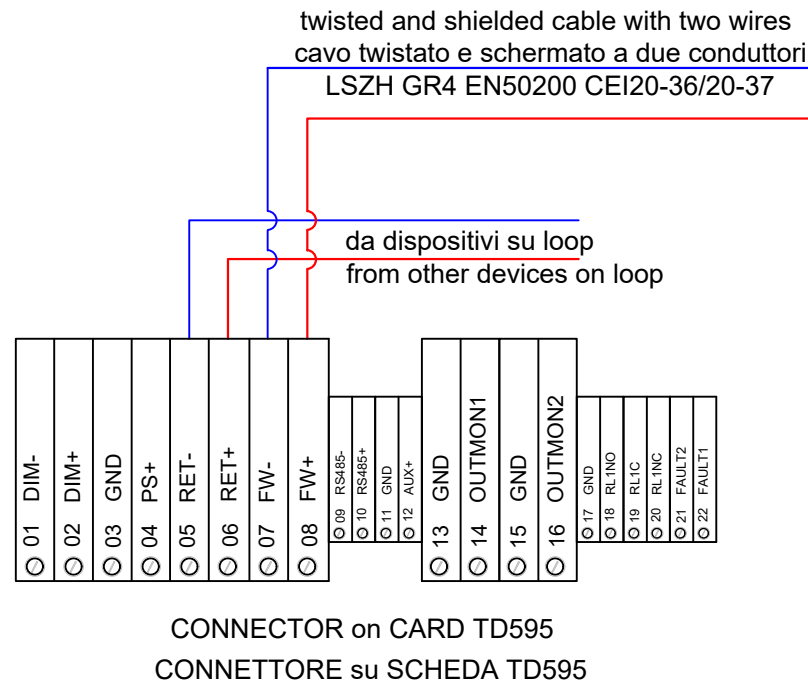 twisted and shielded cable with two wires
cavo twistato e schermato a due conduttori
LSZH GR4 EN50200 CEI20-36/20-37
da dispositivi su loop
from other devices on loop
01 DIM-
02 DIM+
03 GND
04 PS+
05 RET-
06 RET+
07 FW-
08 FW+
09 RS485-
10 RS485+
11 GND
12 AUX+
13 GND
14 OUTMON1
15 GND
16 OUTMON2
17 GND
18 RL1NO
19 RL1C
20 RL1NC
21 FAULT2
22 FAULT1
CONNECTOR on CARD TD595
CONNETTORE su SCHEDA TD595